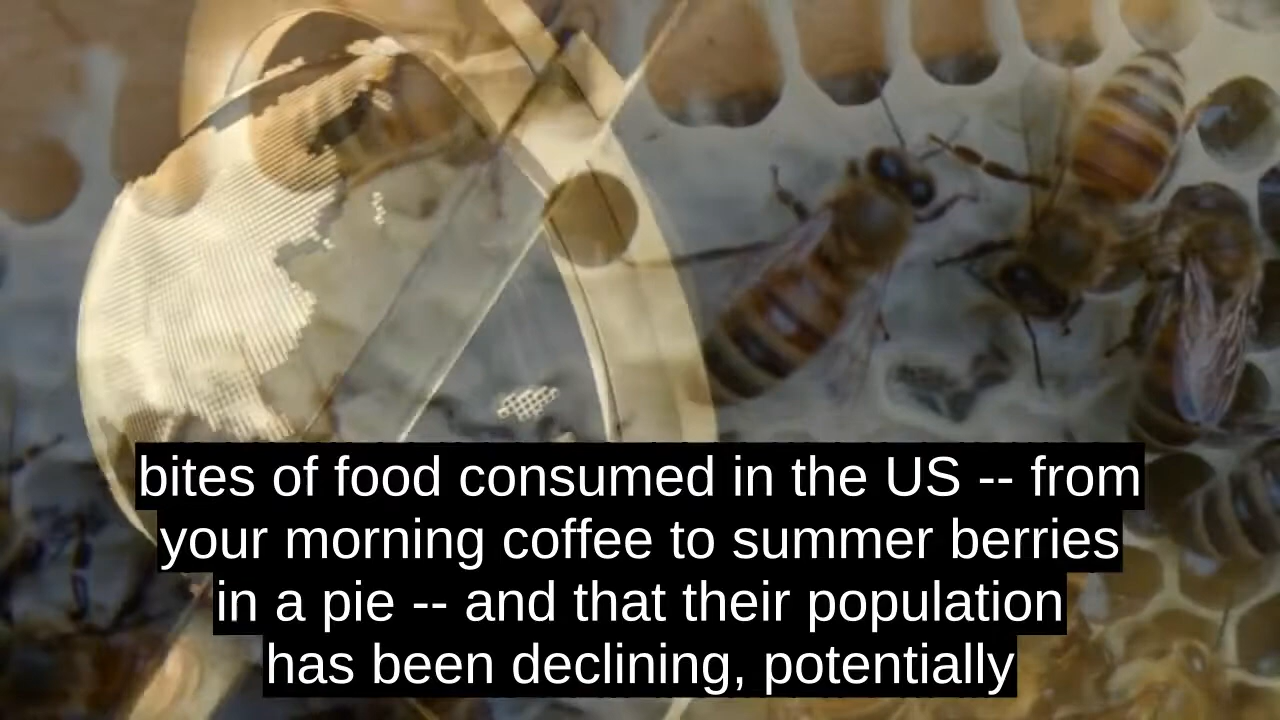 bites of food consumed in the US -- from
your morning coffee to summer berries
in a pie -- and that their population
has been declining, potentially